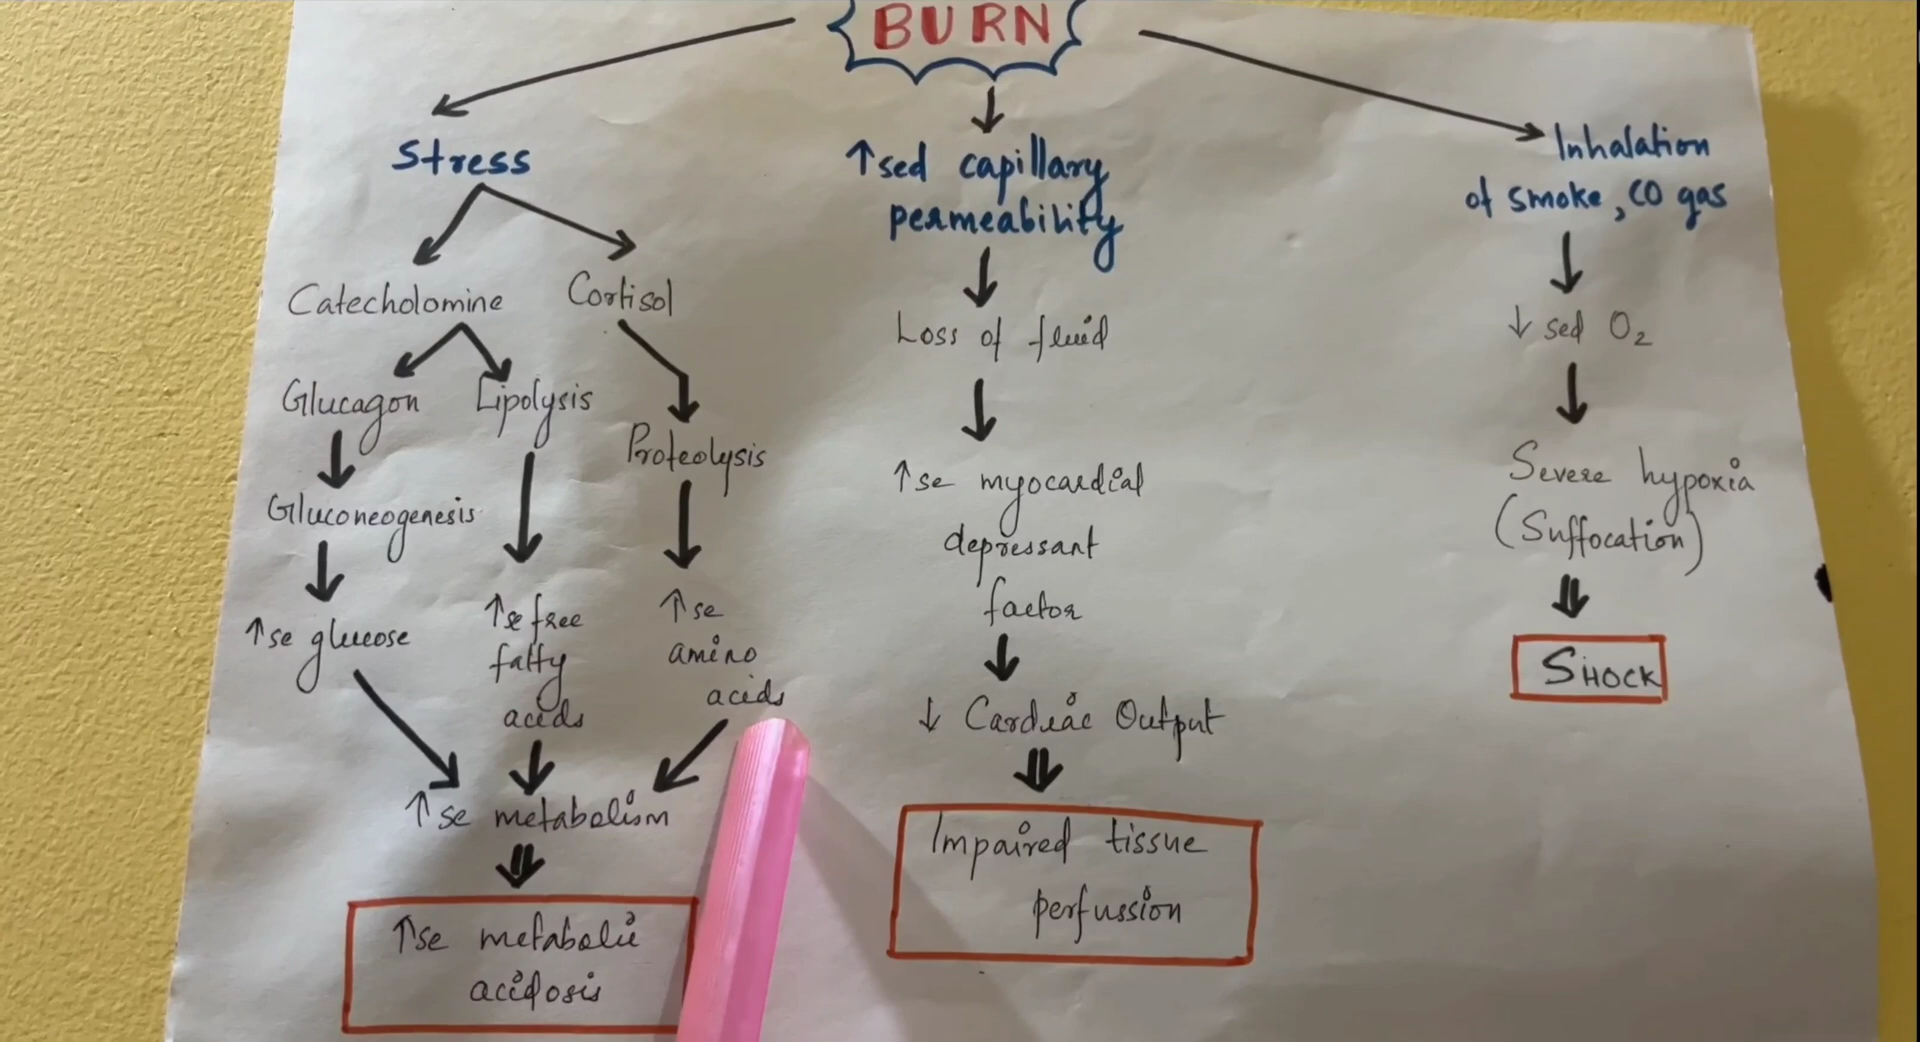 BURN
Stress
Catecholomine
Cortisol
Glucagon
Lipolysis
Proteolysis
Gluconeogenesis
↑se glucose
↑se free
fatty
acids
↑se
amino
acids
↑se metabolism
↑se metabolic
acidosis
↑sed capillary
permeability
Loss of fluid
↑se myocardial
depressant
factor
↓ Cardiac Output
Impaired tissue
perfussion
Inhalation
of smoke, CO gas
↓ sed O₂
Severe hypoxia
(Suffocation)
SHOCK